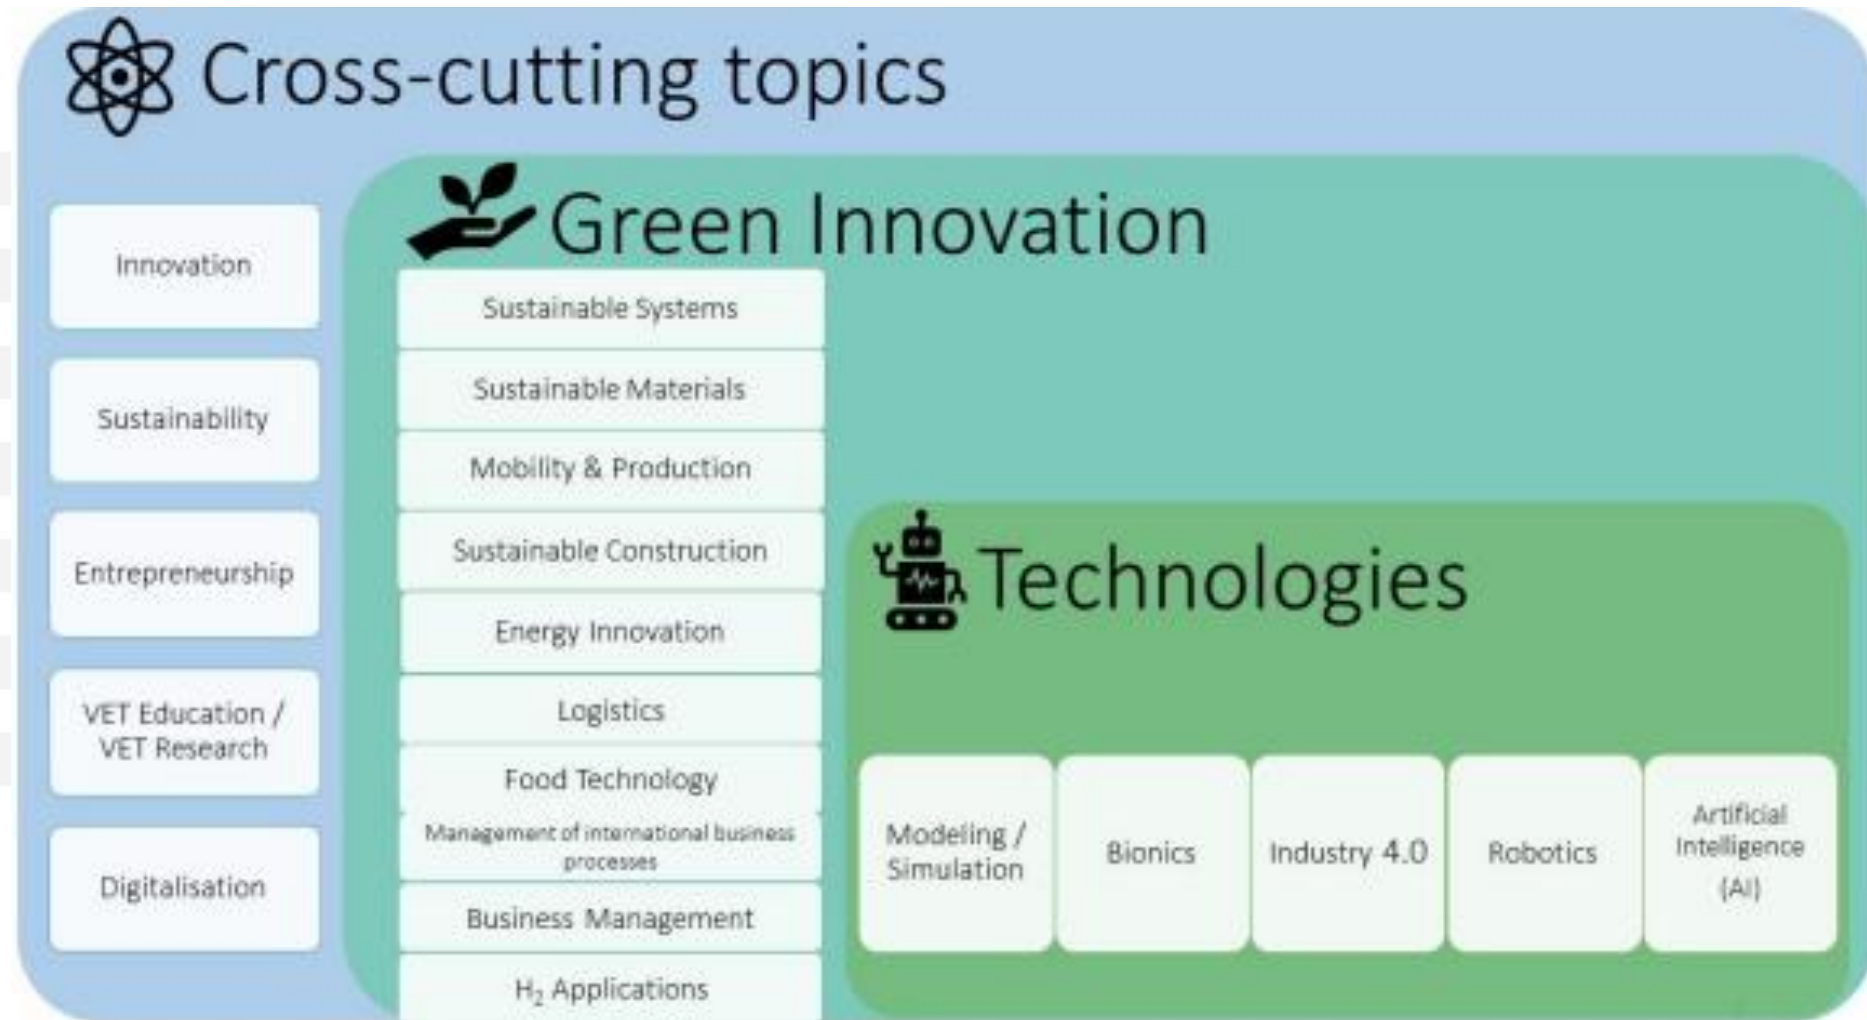 Cross-cutting topics
Innovation
Sustainability
Entrepreneurship
VET Education /
VET Research
Digitalisation
Green Innovation
Sustainable Systems
Sustainable Materials
Mobility & Production
Sustainable Construction
Energy Innovation
Logistics
Food Technology
Management of international business
processes
Business Management
H₂ Applications
Technologies
Modeling /
Simulation
Bionics
Industry 4.0
Robotics
Artificial
Intelligence
(AI)